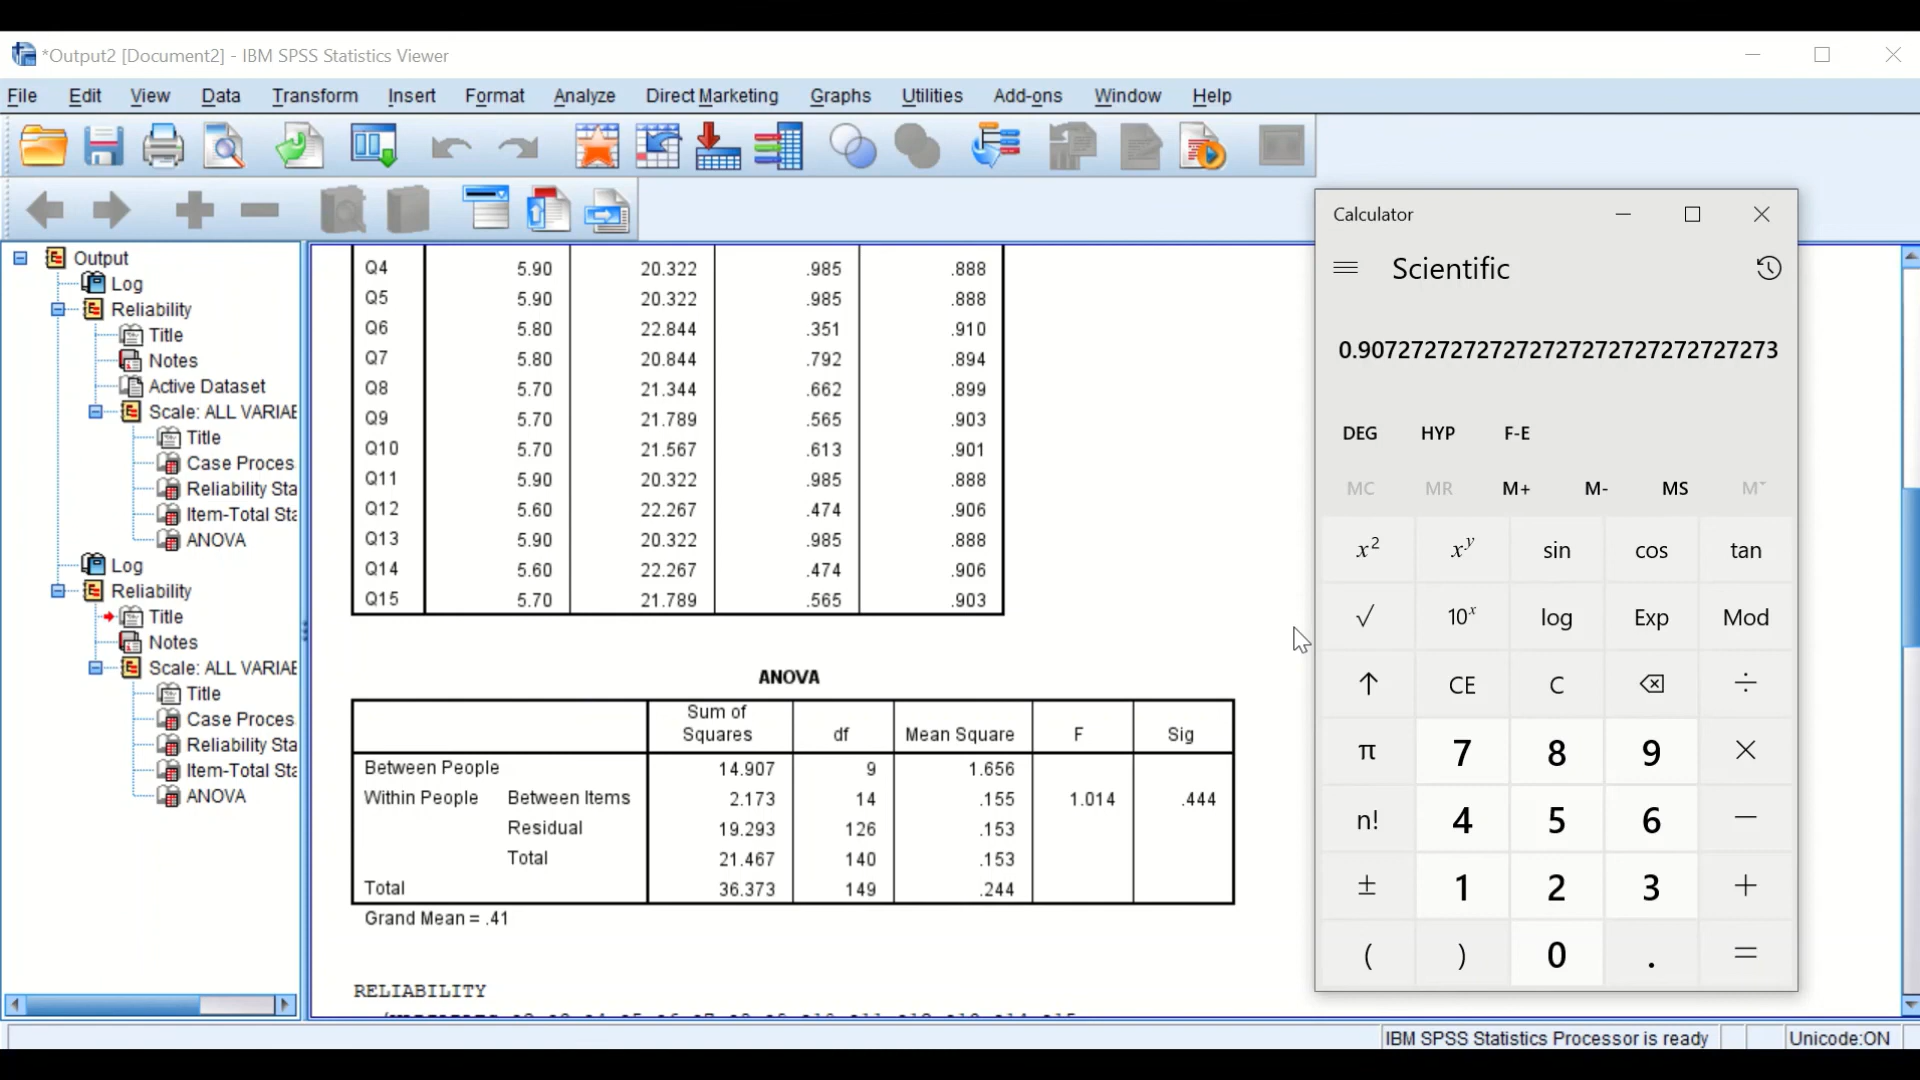 *Output2 [Document2] - IBM SPSS Statistics Viewer
File Edit View Data Transform Insert Format Analyze Direct Marketing Graphs Utilities Add-ons Window Help
Output
Log
Reliability
Title
Notes
Active Dataset
Scale: ALL VARIAE
Title
Case Proces
Reliability Sta
Item-Total Sta
ANOVA
Log
Reliability
Title
Notes
Scale: ALL VARIAE
Title
Case Proces
Reliability Sta
Item-Total Sta
ANOVA
Q4 5.90 20.322 .985 .888
Q5 5.90 20.322 .985 .888
Q6 5.80 22.844 .351 .910
Q7 5.80 20.844 .792 .894
Q8 5.70 21.344 .662 .899
Q9 5.70 21.789 .565 .903
Q10 5.70 21.567 .613 .901
Q11 5.90 20.322 .985 .888
Q12 5.60 22.267 .474 .906
Q13 5.90 20.322 .985 .888
Q14 5.60 22.267 .474 .906
Q15 5.70 21.789 .565 .903
ANOVA
Sum of
Squares df Mean Square F Sig
Between People 14.907 9 1.656
Within People Between Items 2.173 14 .155 1.014 .444
Residual 19.293 126 .153
Total 21.467 140 .153
Total 36.373 149 .244
Grand Mean = .41
RELIABILITY
Calculator
Scientific
0.90727272727272727272727272727273
DEG HYP F-E
MC MR M+ M- MS M˅
x² xʸ sin cos tan
√ 10ˣ log Exp Mod
↑ CE C ⌫ ÷
π 7 8 9 ×
n! 4 5 6 −
± 1 2 3 +
( ) 0 . =
IBM SPSS Statistics Processor is ready Unicode:ON